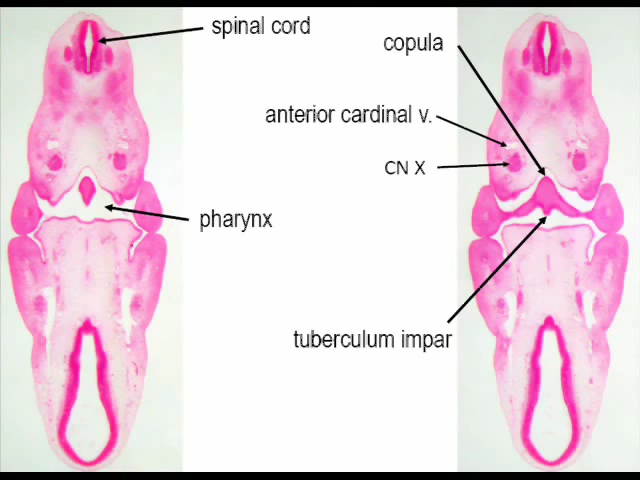 spinal cord
copula
anterior cardinal v.
CN X
pharynx
tuberculum impar